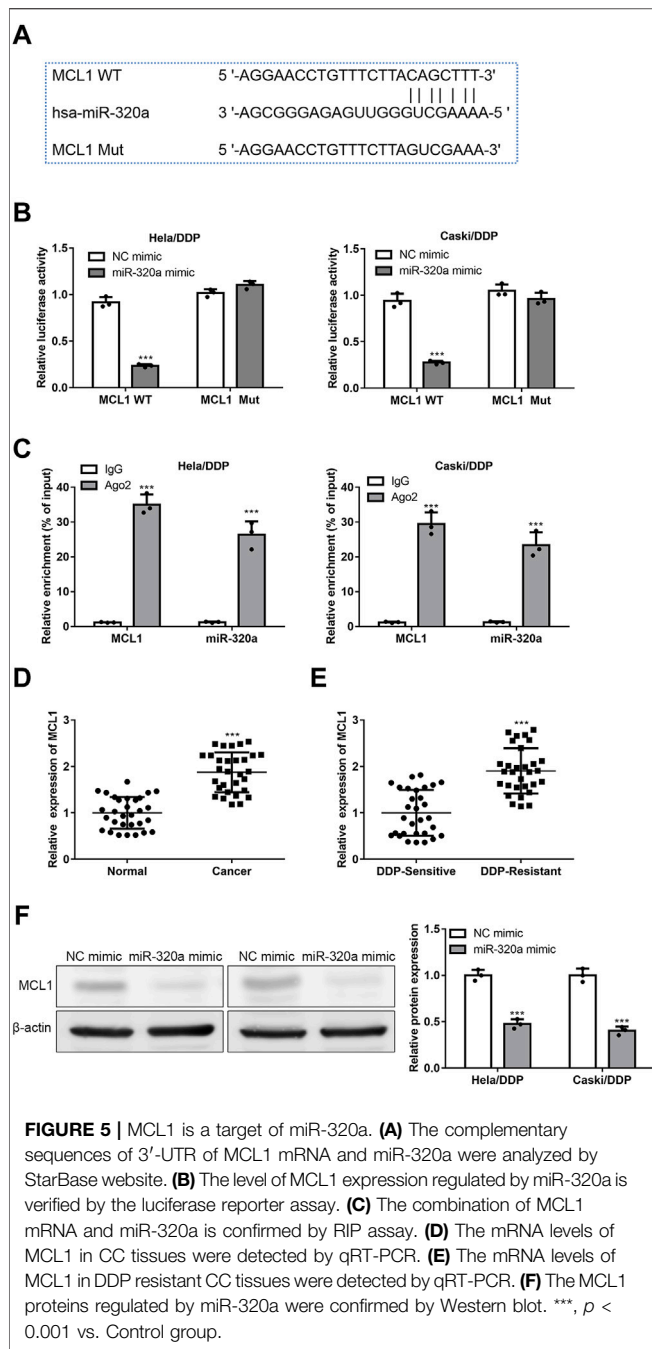 A
MCL1 WT 5 '-AGGAACCTGTTTCTTACAGCTTT-3'
hsa-miR-320a 3 '-AGCGGGAGAGUUGGGUCGAAAA-5 '
MCL1 Mut 5 '-AGGAACCTGTTTCTTAGUCGAAA-3'
B
Hela/DDP
NC mimic
miR-320a mimic
Relative luciferase activity
1.5
1.0
0.5
0.0
***
MCL1 WT MCL1 Mut
Caski/DDP
NC mimic
miR-320a mimic
Relative luciferase activity
1.5
1.0
0.5
0.0
***
MCL1 WT MCL1 Mut
C
Hela/DDP
IgG
Ago2
Relative enrichment (% of input)
40
30
20
10
0
***
***
MCL1 miR-320a
Caski/DDP
IgG
Ago2
Relative enrichment (% of input)
40
30
20
10
0
***
***
MCL1 miR-320a
D
Relative expression of MCL1
3
2
1
0
***
Normal Cancer
E
Relative expression of MCL1
3
2
1
0
***
DDP-Sensitive DDP-Resistant
F
NC mimic miR-320a mimic NC mimic miR-320a mimic
MCL1
β-actin
NC mimic
miR-320a mimic
Relative protein expression
1.5
1.0
0.5
0.0
***
***
Hela/DDP Caski/DDP
FIGURE 5 | MCL1 is a target of miR-320a. (A) The complementary
sequences of 3′-UTR of MCL1 mRNA and miR-320a were analyzed by
StarBase website. (B) The level of MCL1 expression regulated by miR-320a is
verified by the luciferase reporter assay. (C) The combination of MCL1
mRNA and miR-320a is confirmed by RIP assay. (D) The mRNA levels of
MCL1 in CC tissues were detected by qRT-PCR. (E) The mRNA levels of
MCL1 in DDP resistant CC tissues were detected by qRT-PCR. (F) The MCL1
proteins regulated by miR-320a were confirmed by Western blot. ***, p <
0.001 vs. Control group.